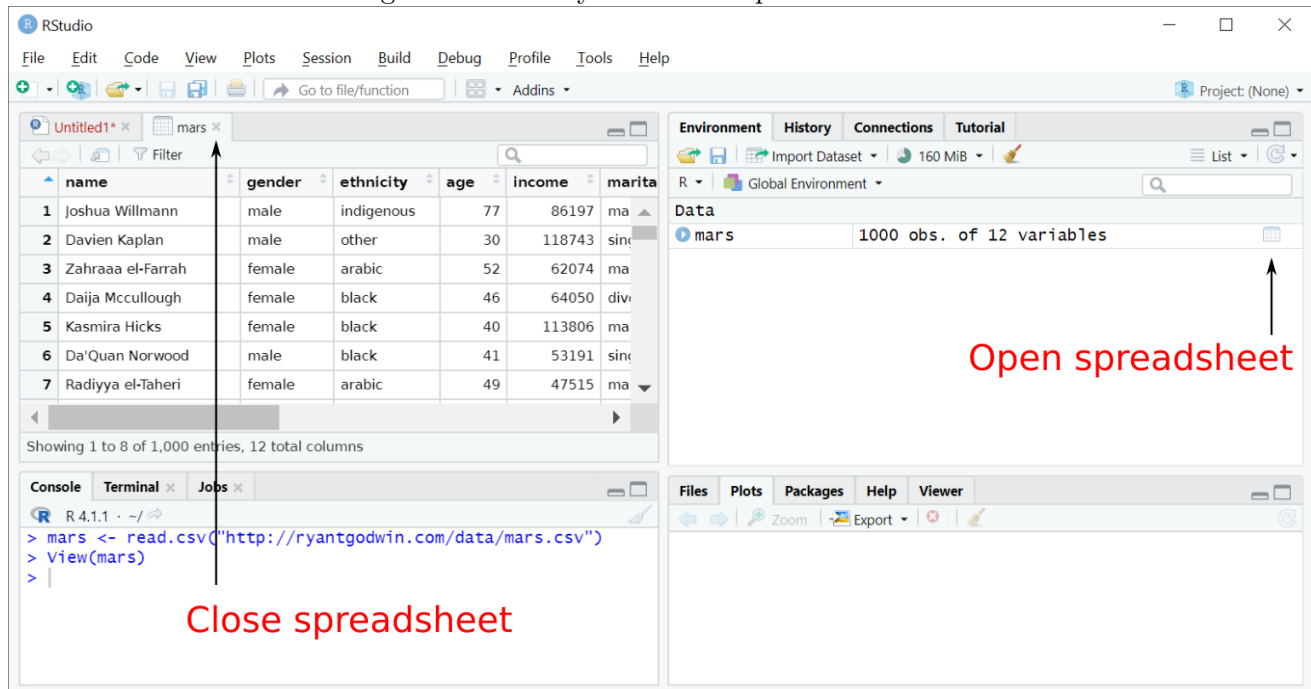 RStudio
File Edit Code View Plots Session Build Debug Profile Tools Help
Go to file/function Addins Project: (None)
Untitled1* mars
Filter
name gender ethnicity age income marita
1 Joshua Willmann male indigenous 77 86197 ma
2 Davien Kaplan male other 30 118743 sing
3 Zahraaa el-Farrah female arabic 52 62074 ma
4 Daija Mccullough female black 46 64050 div
5 Kasmira Hicks female black 40 113806 ma
6 Da'Quan Norwood male black 41 53191 sing
7 Radiyya el-Taheri female arabic 49 47515 ma
Showing 1 to 8 of 1,000 entries, 12 total columns
Environment History Connections Tutorial
Import Dataset 160 MiB List
R Global Environment
Data
mars 1000 obs. of 12 variables
Open spreadsheet
Console Terminal Jobs
R R 4.1.1 · ~/
> mars <- read.csv("http://ryantgodwin.com/data/mars.csv")
> View(mars)
>
Close spreadsheet
Files Plots Packages Help Viewer
Zoom Export